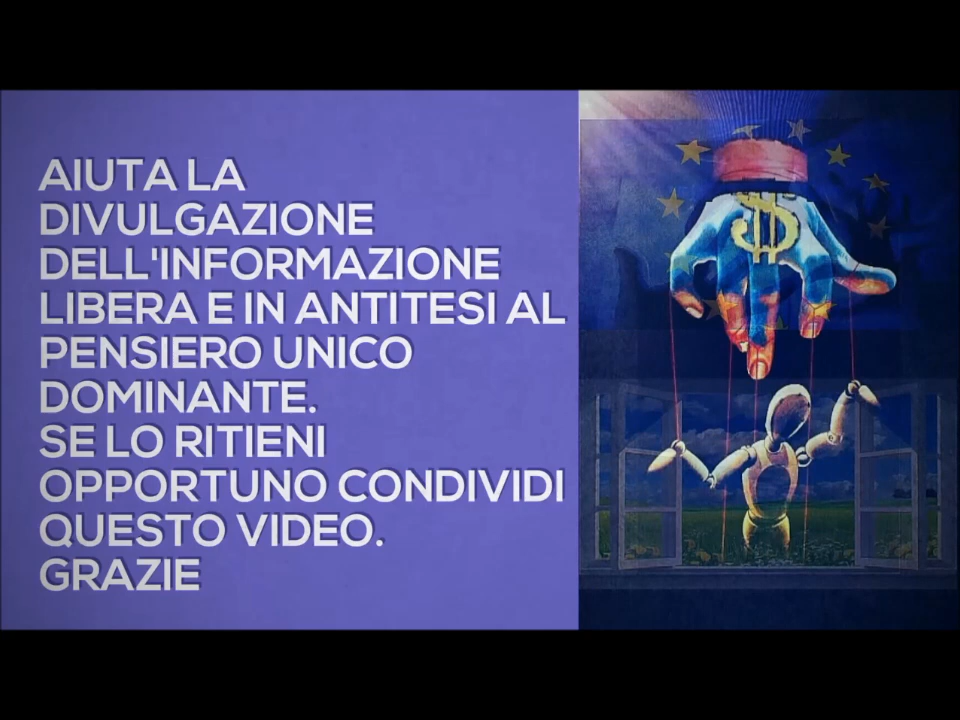 AIUTA LA
DIVULGAZIONE
DELL'INFORMAZIONE
LIBERA E IN ANTITESI AL
PENSIERO UNICO
DOMINANTE.
SE LO RITIENI
OPPORTUNO CONDIVIDI
QUESTO VIDEO.
GRAZIE
$